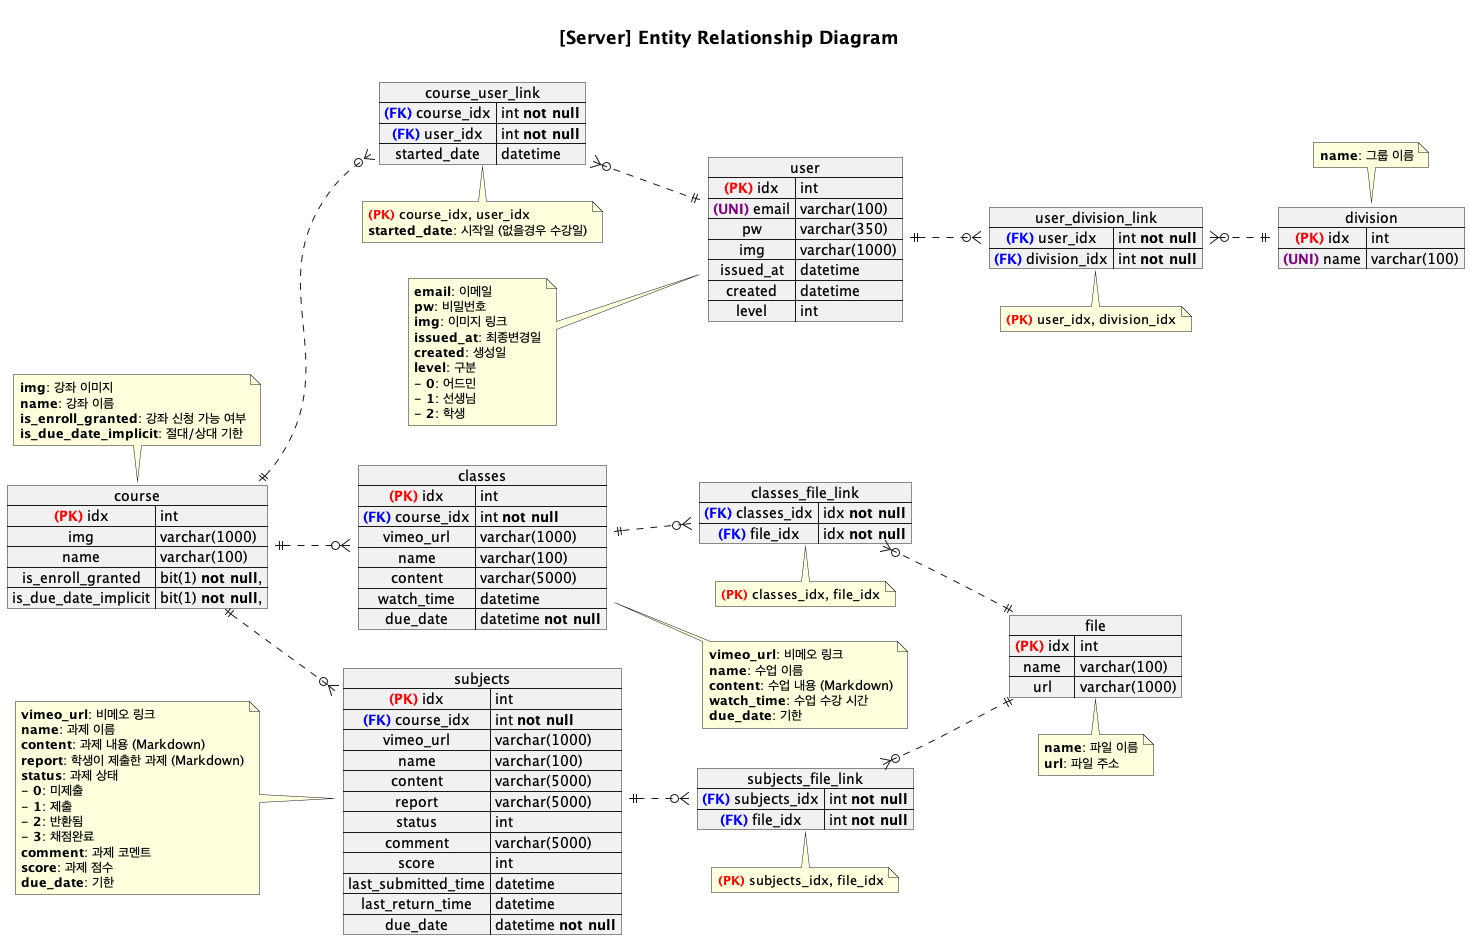 [Server] Entity Relationship Diagram
course_user_link
(FK) course_idx int not null
(FK) user_idx int not null
started_date datetime
(PK) course_idx, user_idx
started_date: 시작일 (없을경우 수강일)
user
(PK) idx int
(UNI) email varchar(100)
pw varchar(350)
img varchar(1000)
issued_at datetime
created datetime
level int
email: 이메일
pw: 비밀번호
img: 이미지 링크
issued_at: 최종변경일
created: 생성일
level: 구분
- 0: 어드민
- 1: 선생님
- 2: 학생
user_division_link
(FK) user_idx int not null
(FK) division_idx int not null
(PK) user_idx, division_idx
name: 그룹 이름
division
(PK) idx int
(UNI) name varchar(100)
img: 강좌 이미지
name: 강좌 이름
is_enroll_granted: 강좌 신청 가능 여부
is_due_date_implicit: 절대/상대 기한
course
(PK) idx int
img varchar(1000)
name varchar(100)
is_enroll_granted bit(1) not null,
is_due_date_implicit bit(1) not null,
classes
(PK) idx int
(FK) course_idx int not null
vimeo_url varchar(1000)
name varchar(100)
content varchar(5000)
watch_time datetime
due_date datetime not null
classes_file_link
(FK) classes_idx idx not null
(FK) file_idx idx not null
(PK) classes_idx, file_idx
vimeo_url: 비메오 링크
name: 수업 이름
content: 수업 내용 (Markdown)
watch_time: 수업 수강 시간
due_date: 기한
file
(PK) idx int
name varchar(100)
url varchar(1000)
name: 파일 이름
url: 파일 주소
vimeo_url: 비메오 링크
name: 과제 이름
content: 과제 내용 (Markdown)
report: 학생이 제출한 과제 (Markdown)
status: 과제 상태
- 0: 미제출
- 1: 제출
- 2: 반환됨
- 3: 채점완료
comment: 과제 코멘트
score: 과제 점수
due_date: 기한
subjects
(PK) idx int
(FK) course_idx int not null
vimeo_url varchar(1000)
name varchar(100)
content varchar(5000)
report varchar(5000)
status int
comment varchar(5000)
score int
last_submitted_time datetime
last_return_time datetime
due_date datetime not null
subjects_file_link
(FK) subjects_idx int not null
(FK) file_idx int not null
(PK) subjects_idx, file_idx